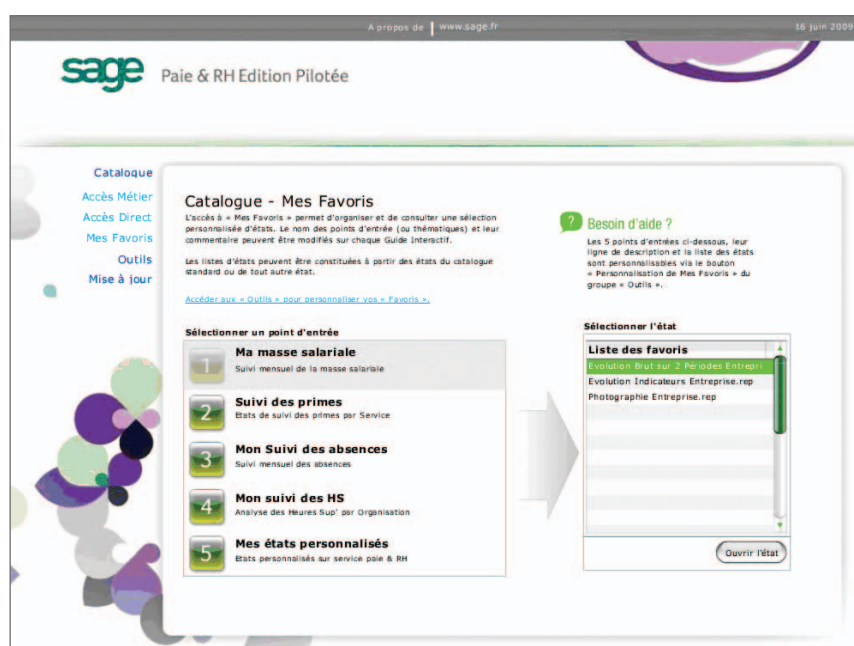 A propos de | www.sage.fr
16 juin 2009
sage Paie & RH Edition Pilotée
Catalogue
Accès Métier
Accès Direct
Mes Favoris
Outils
Mise à jour
Catalogue - Mes Favoris
L'accès à « Mes Favoris » permet d'organiser et de consulter une sélection
personnalisée d'états. Le nom des points d'entrée (ou thématiques) et leur
commentaire peuvent être modifiés sur chaque Guide Interactif.
Les listes d'états peuvent être constituées à partir des états du catalogue
standard ou de tout autre état.
Accéder aux « Outils » pour personnaliser vos « Favoris ».
? Besoin d'aide ?
Les 5 points d'entrées ci-dessous, leur
ligne de description et la liste des états
sont personnalisables via le bouton
« Personnalisation de Mes Favoris » du
groupe « Outils ».
Sélectionner un point d'entrée
1 Ma masse salariale
Suivi mensuel de la masse salariale
2 Suivi des primes
Etats de suivi des primes par Service
3 Mon Suivi des absences
Suivi mensuel des absences
4 Mon suivi des HS
Analyse des Heures Sup' par Organisation
5 Mes états personnalisés
Etats personnalisés sur service paie & RH
Sélectionner l'état
Liste des favoris
Evolution Brut sur 2 Périodes Entrepri
Evolution Indicateurs Entreprise.rep
Photographie Entreprise.rep
Ouvrir l'état